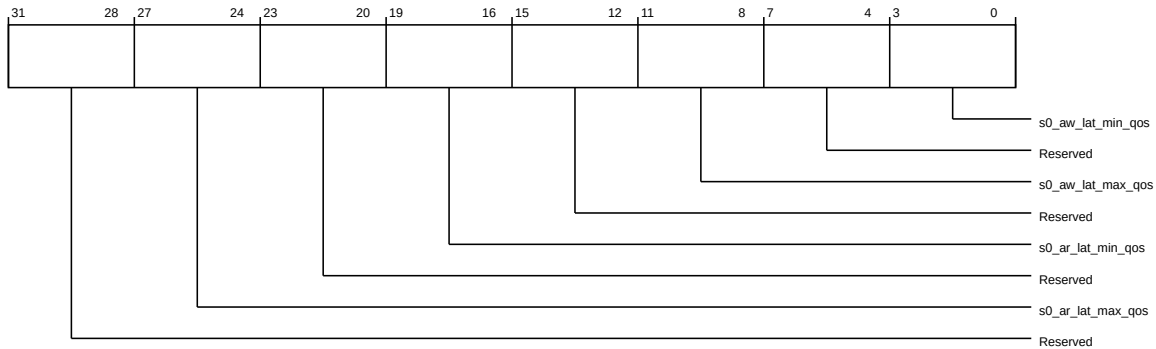 31 28 27 24 23 20 19 16 15 12 11 8 7 4 3 0
s0_aw_lat_min_qos
Reserved
s0_aw_lat_max_qos
Reserved
s0_ar_lat_min_qos
Reserved
s0_ar_lat_max_qos
Reserved